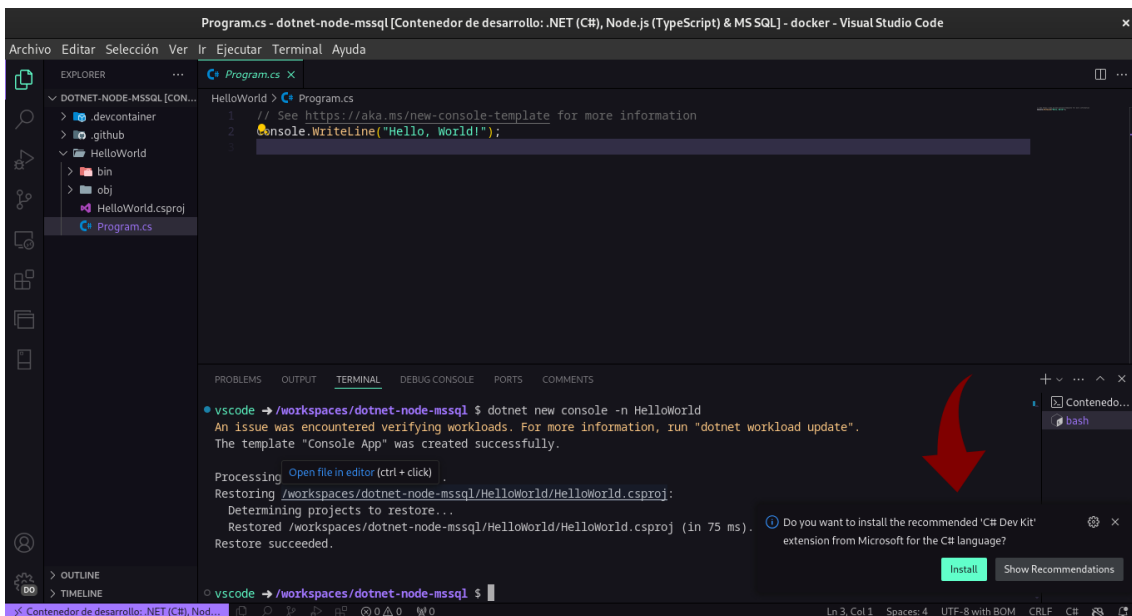 Program.cs - dotnet-node-mssql [Contenedor de desarrollo: .NET (C#), Node.js (TypeScript) & MS SQL] - docker - Visual Studio Code
Archivo Editar Selección Ver Ir Ejecutar Terminal Ayuda
EXPLORER
DOTNET-NODE-MSSQL [CON...
.devcontainer
.github
HelloWorld
bin
obj
HelloWorld.csproj
Program.cs
OUTLINE
TIMELINE
Program.cs
HelloWorld > Program.cs
1 // See https://aka.ms/new-console-template for more information
2 Console.WriteLine("Hello, World!");
3
PROBLEMS OUTPUT TERMINAL DEBUG CONSOLE PORTS COMMENTS
vscode ➜ /workspaces/dotnet-node-mssql $ dotnet new console -n HelloWorld
An issue was encountered verifying workloads. For more information, run "dotnet workload update".
The template "Console App" was created successfully.
Processing
Open file in editor (ctrl + click)
Restoring /workspaces/dotnet-node-mssql/HelloWorld/HelloWorld.csproj:
Determining projects to restore...
Restored /workspaces/dotnet-node-mssql/HelloWorld/HelloWorld.csproj (in 75 ms).
Restore succeeded.
vscode ➜ /workspaces/dotnet-node-mssql $
Contenedo...
bash
Do you want to install the recommended 'C# Dev Kit'
extension from Microsoft for the C# language?
Install Show Recommendations
DO
Contenedor de desarrollo: .NET (C#), Nod... 0 0 0 Ln 3, Col 1 Spaces: 4 UTF-8 with BOM CRLF C#